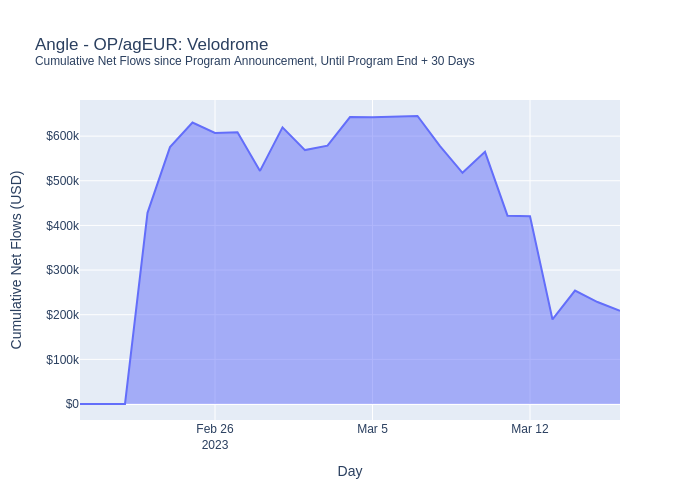 Angle - OP/agEUR: Velodrome
Cumulative Net Flows since Program Announcement, Until Program End + 30 Days
Cumulative Net Flows (USD)
$600k
$500k
$400k
$300k
$200k
$100k
$0
Feb 26
2023
Mar 5
Mar 12
Day